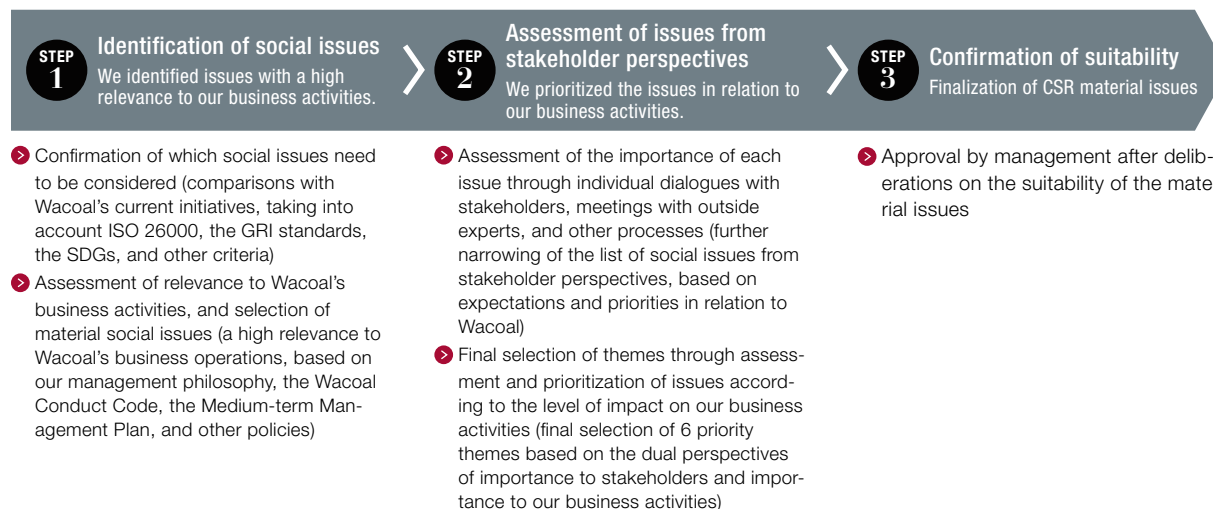 STEP
1
Identification of social issues
We identified issues with a high
relevance to our business activities.
STEP
2
Assessment of issues from
stakeholder perspectives
We prioritized the issues in relation to
our business activities.
STEP
3
Confirmation of suitability
Finalization of CSR material issues
Confirmation of which social issues need
to be considered (comparisons with
Wacoal’s current initiatives, taking into
account ISO 26000, the GRI standards,
the SDGs, and other criteria)
Assessment of relevance to Wacoal’s
business activities, and selection of
material social issues (a high relevance to
Wacoal’s business operations, based on
our management philosophy, the Wacoal
Conduct Code, the Medium-term Man-
agement Plan, and other policies)
Assessment of the importance of each
issue through individual dialogues with
stakeholders, meetings with outside
experts, and other processes (further
narrowing of the list of social issues from
stakeholder perspectives, based on
expectations and priorities in relation to
Wacoal)
Final selection of themes through assess-
ment and prioritization of issues accord-
ing to the level of impact on our business
activities (final selection of 6 priority
themes based on the dual perspectives
of importance to stakeholders and impor-
tance to our business activities)
Approval by management after delib-
erations on the suitability of the mate
rial issues